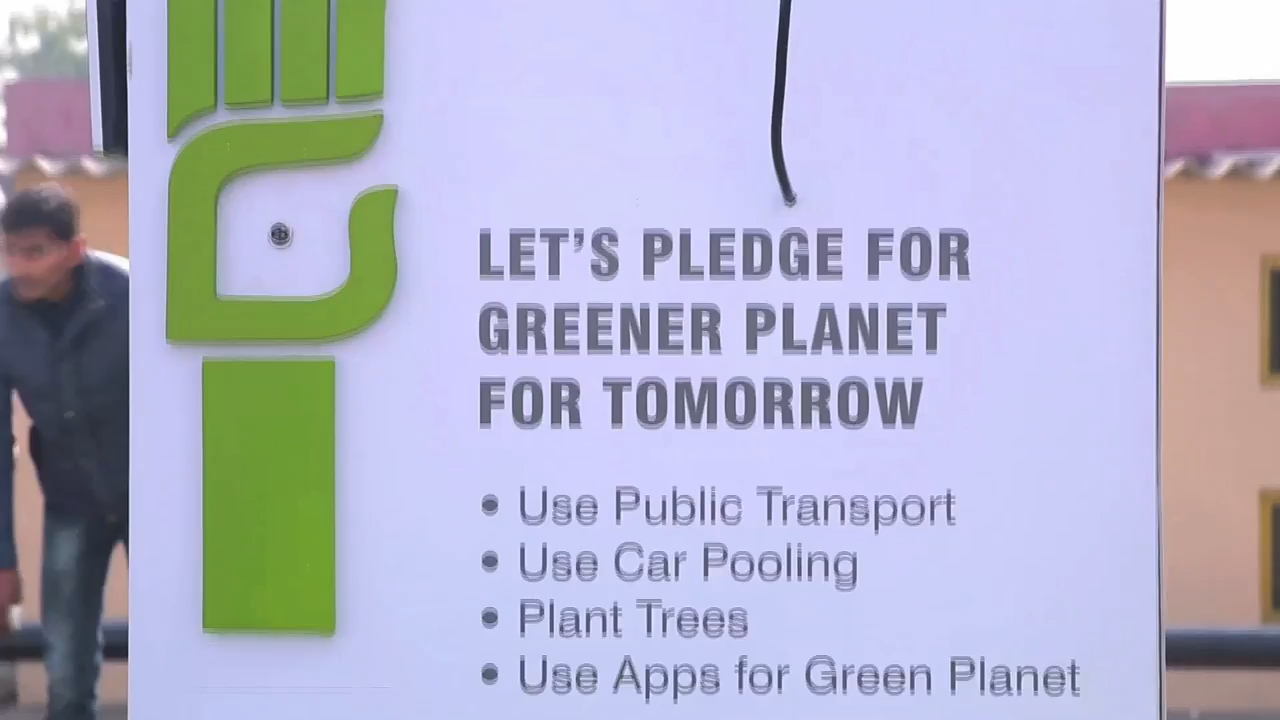 LET'S PLEDGE FOR
GREENER PLANET
FOR TOMORROW
• Use Public Transport
• Use Car Pooling
• Plant Trees
• Use Apps for Green Planet